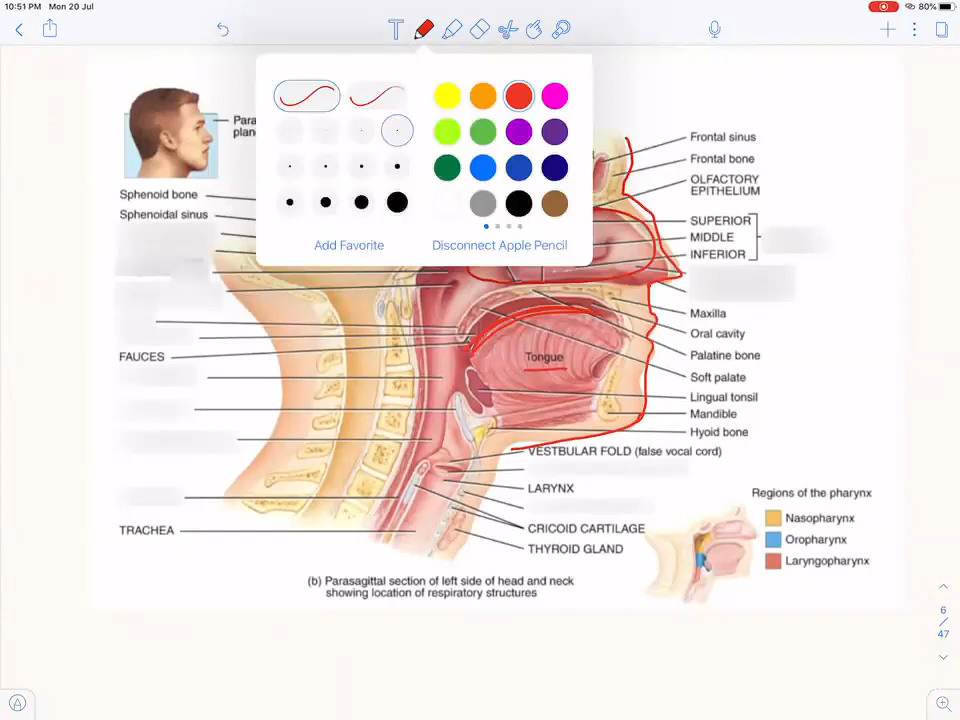 10:51 PM Mon 20 Jul
80%
T
Para
plan
Add Favorite
Disconnect Apple Pencil
Frontal sinus
Frontal bone
OLFACTORY
EPITHELIUM
Sphenoid bone
Sphenoidal sinus
SUPERIOR
MIDDLE
INFERIOR
Maxilla
Oral cavity
FAUCES
Tongue
Palatine bone
Soft palate
Lingual tonsil
Mandible
Hyoid bone
VESTBULAR FOLD (false vocal cord)
LARYNX
TRACHEA
CRICOID CARTILAGE
THYROID GLAND
Regions of the pharynx
Nasopharynx
Oropharynx
Laryngopharynx
(b) Parasagittal section of left side of head and neck
showing location of respiratory structures
6
/
47